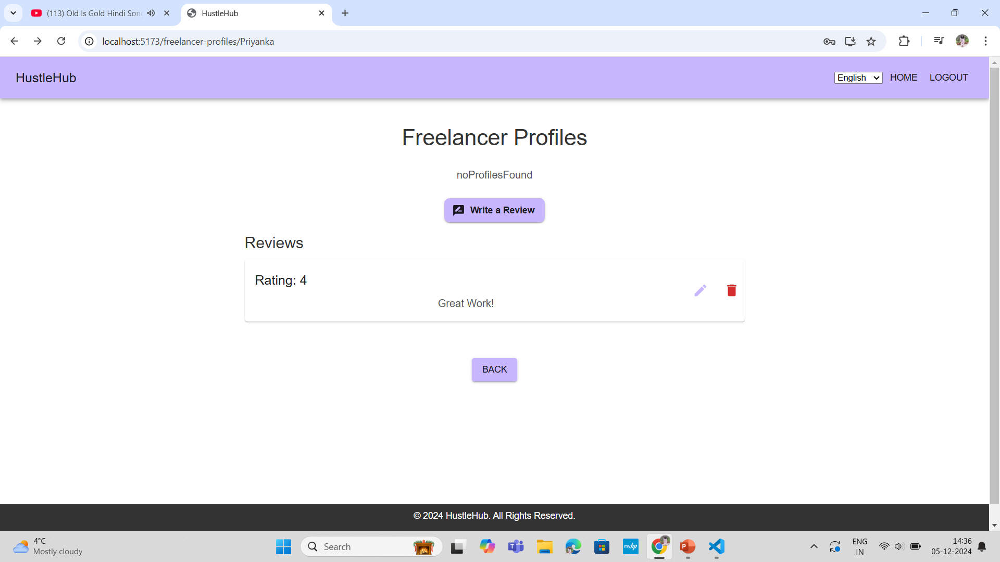 (113) Old Is Gold Hindi Son
HustleHub
localhost:5173/freelancer-profiles/Priyanka
HustleHub
English
HOME
LOGOUT
Freelancer Profiles
noProfilesFound
Write a Review
Reviews
Rating: 4
Great Work!
BACK
© 2024 HustleHub. All Rights Reserved.
4°C
Mostly cloudy
Search
myhp
ENG
IN
14:36
05-12-2024